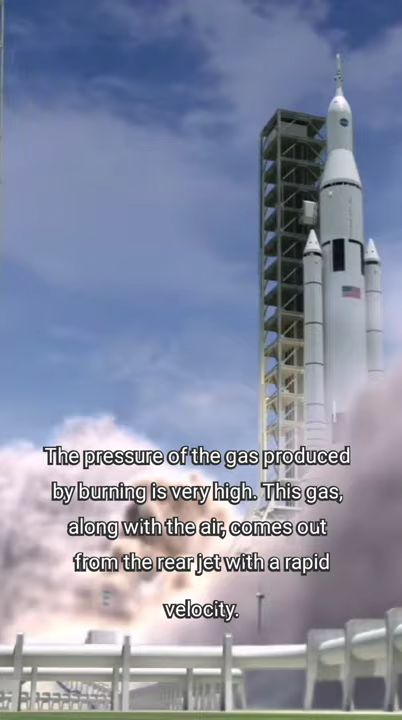 The pressure of the gas produced
by burning is very high. This gas,
along with the air, comes out
from the rear jet with a rapid
velocity.